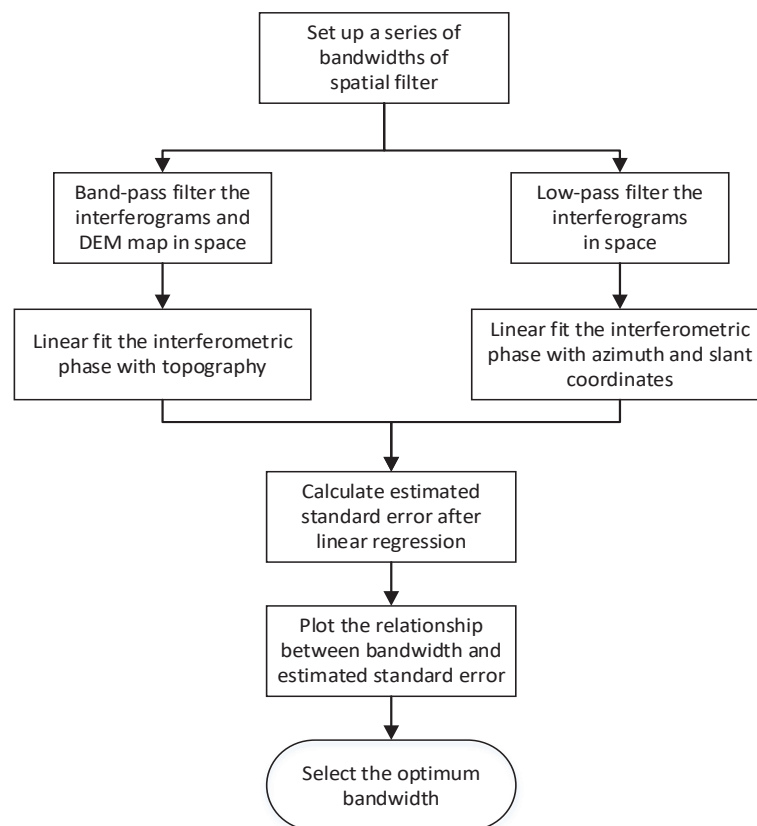 Set up a series of
bandwidths of
spatial filter
Band-pass filter the
interferograms and
DEM map in space
Low-pass filter the
interferograms
in space
Linear fit the interferometric
phase with topography
Linear fit the interferometric
phase with azimuth and slant
coordinates
Calculate estimated
standard error after
linear regression
Plot the relationship
between bandwidth and
estimated standard error
Select the optimum
bandwidth